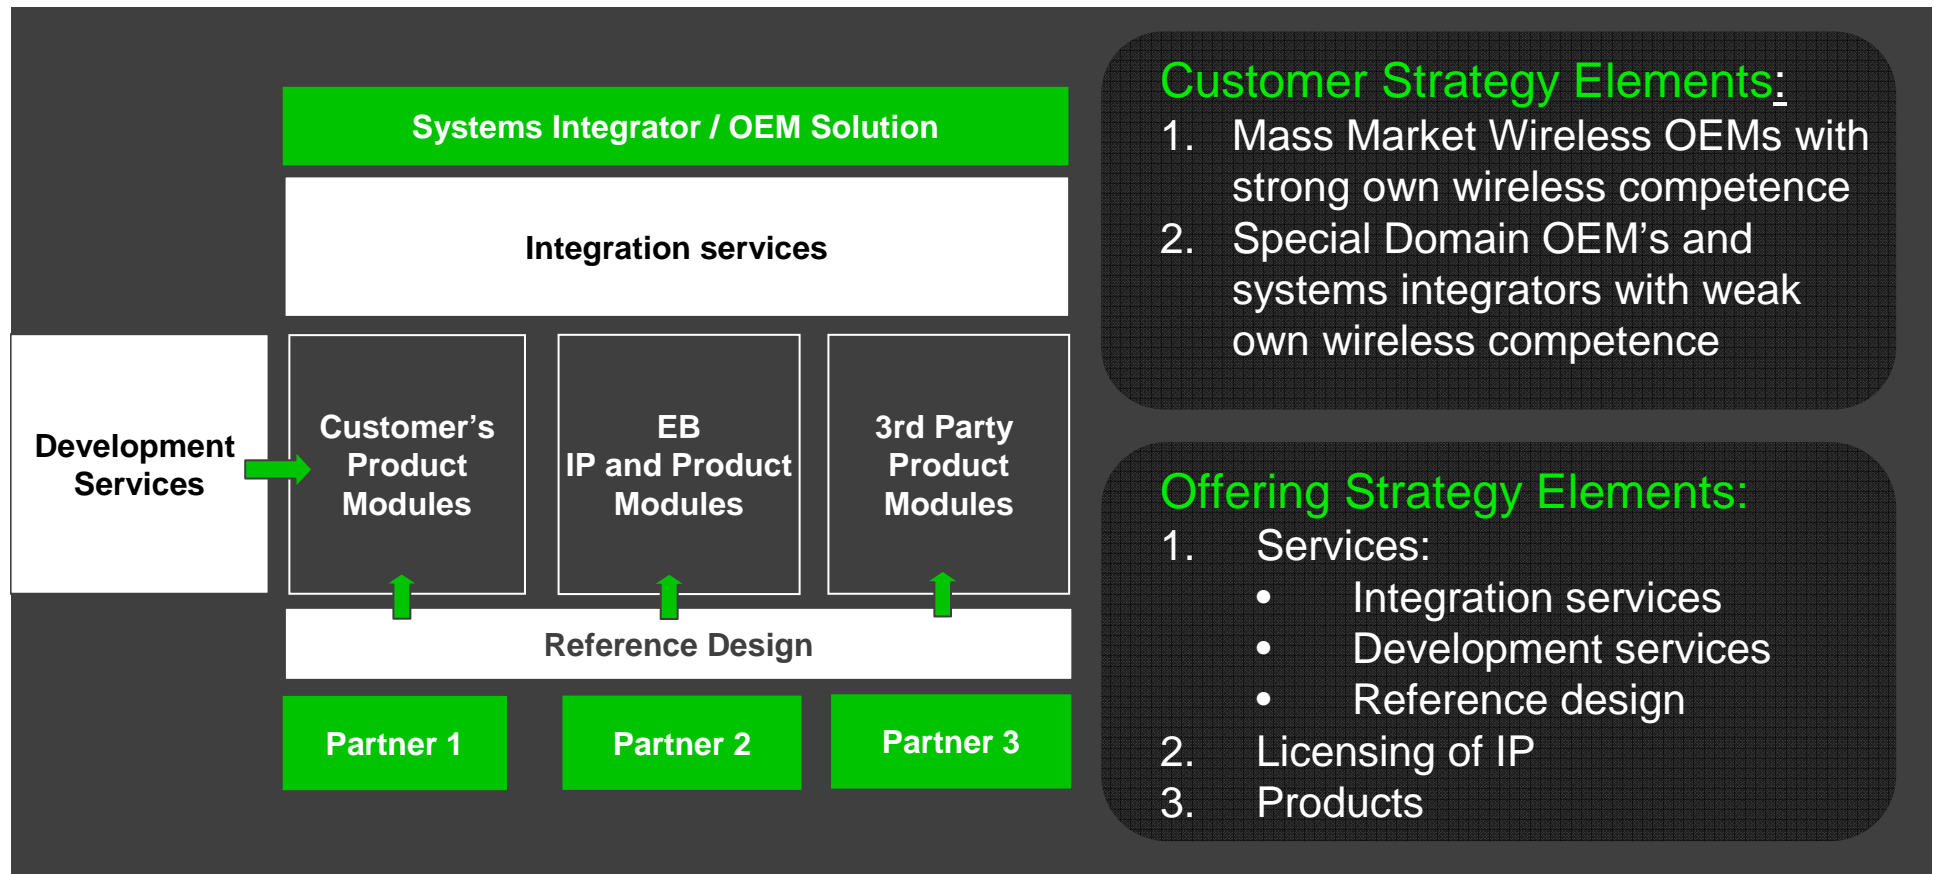 Systems Integrator / OEM Solution
Integration services
Development
Services
Customer's
Product
Modules
EB
IP and Product
Modules
3rd Party
Product
Modules
Reference Design
Partner 1
Partner 2
Partner 3
Customer Strategy Elements:
1. Mass Market Wireless OEMs with
strong own wireless competence
2. Special Domain OEM’s and
systems integrators with weak
own wireless competence
Offering Strategy Elements:
1. Services:
• Integration services
• Development services
• Reference design
2. Licensing of IP
3. Products